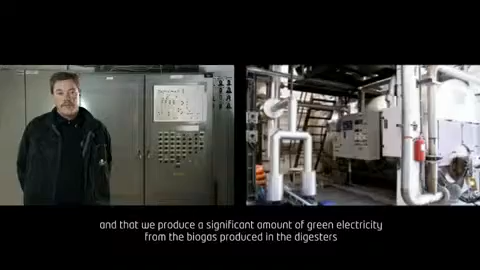 and that we produce a significant amount of green electricity
from the biogas produced in the digesters